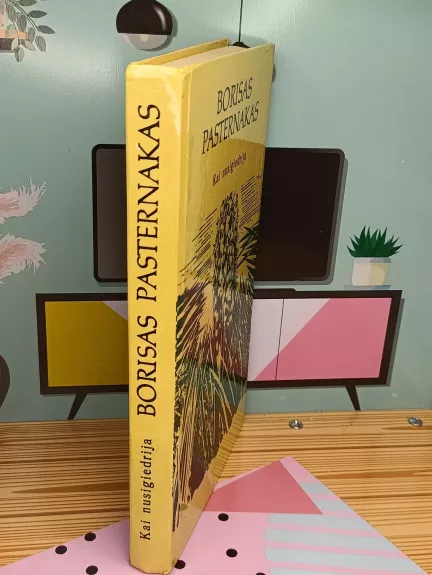 BORISAS
PASTERNAKAS
Kai nusigiedrija
Kai nusigiedrija BORISAS PASTERNAKAS